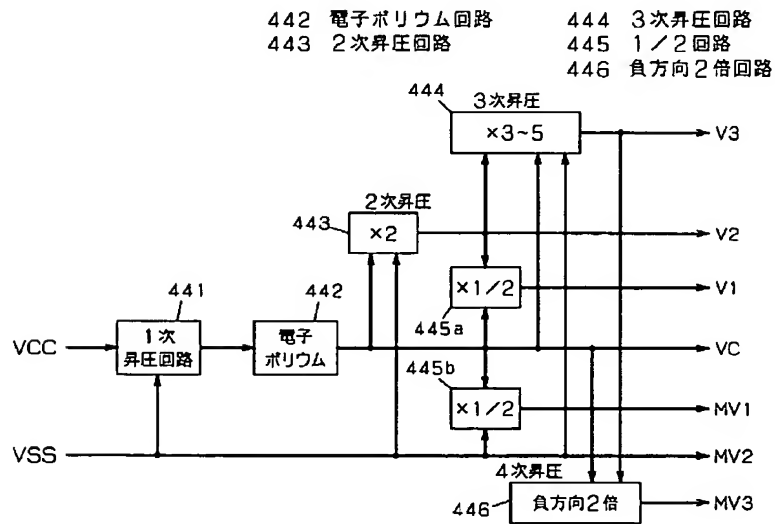 442 電子ポリウム回路
443 2次昇圧回路
444 3次昇圧回路
445 1/2回路
446 負方向2倍回路
3次昇圧
444
×3~5
V3
2次昇圧
443
×2
V2
441
442
×1/2
V1
445a
VCC
1次
昇圧回路
電子
ポリウム
VC
445b
×1/2
MV1
VSS
MV2
4次昇圧
446
負方向2倍
MV3